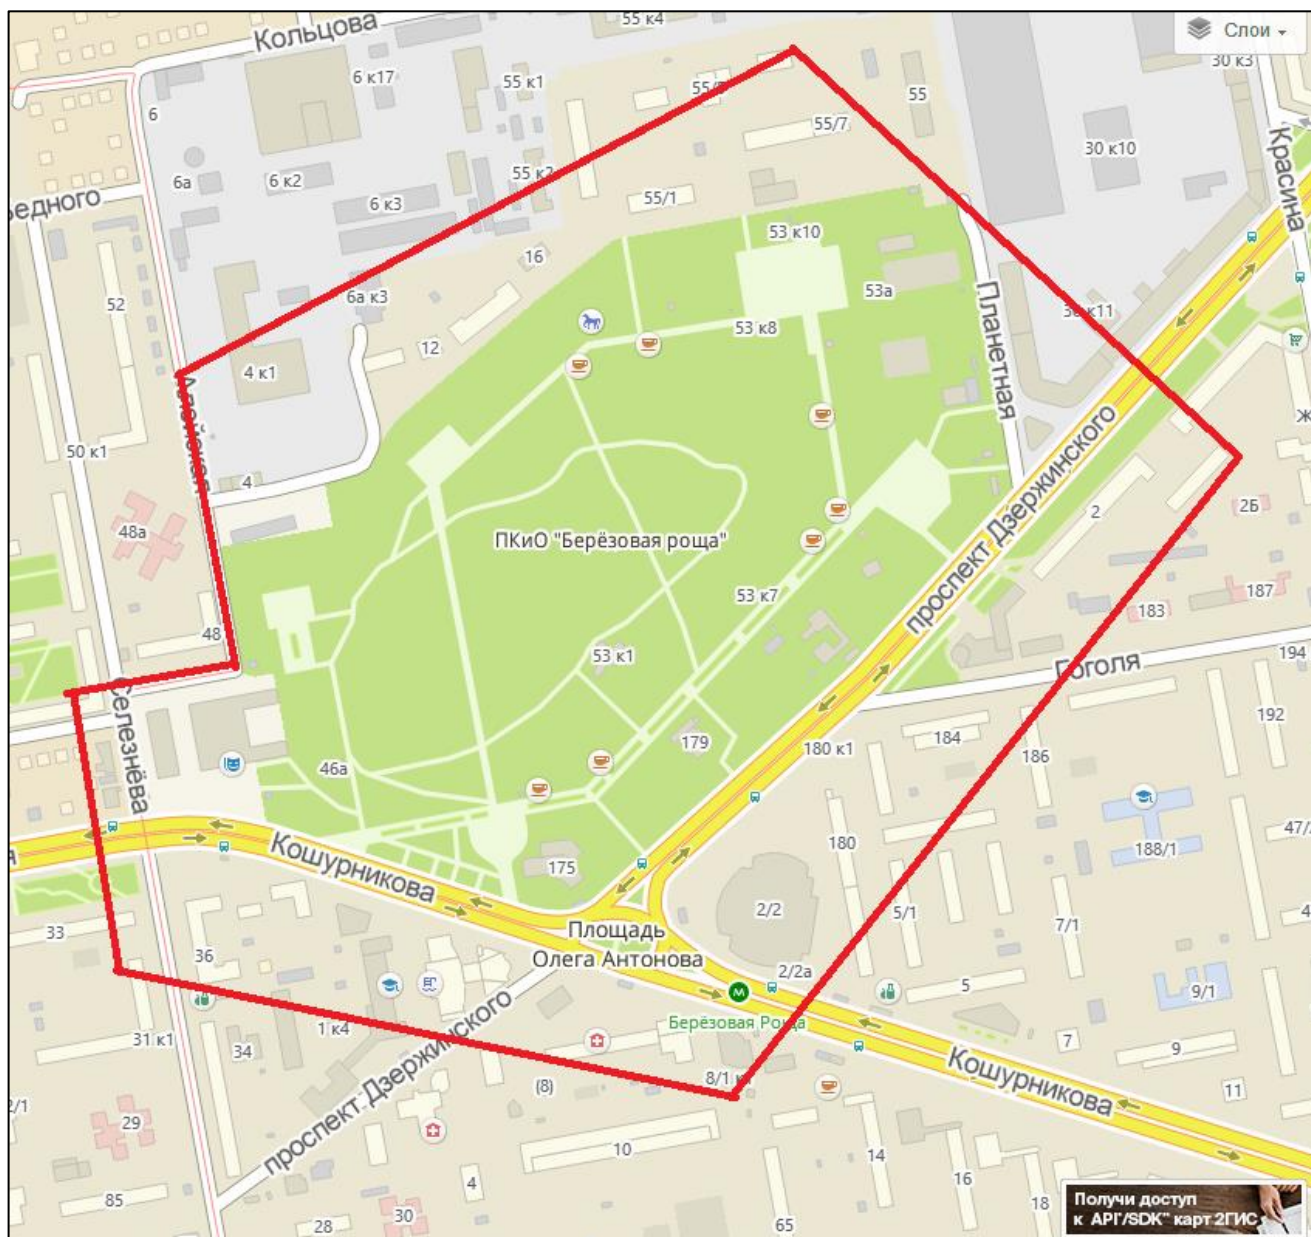 Кольцова
55 к4
Слои
30 к3
6 к17
55 к1
55
6
55/7
30 к10
Красина
6а
6 к2
55 к2
6 к3
55/1
Бедного
53 к10
16
52
6а к3
53а
Планетная
53 к8
12
4 к1
Алейская
50 к1
4
проспект Дзержинского
2
2Б
48а
ПКиО "Берёзовая роща"
53 к7
187
183
48
53 к1
Гоголя
194
Селезнёва
192
179
184
180 к1
186
46а
Кошурникова
175
180
188/1
33
36
2/2
5/1
7/1
Площадь
Олега Антонова
2/2а
5
9/1
Берёзовая Роща
31 к1
1 к4
34
проспект Дзержинского
(8)
8/1
7
9
Кошурникова
11
2/1
29
10
14
16
18
85
4
28
30
65
Получи доступ
к АРГ/SDK" карт 2ГИС